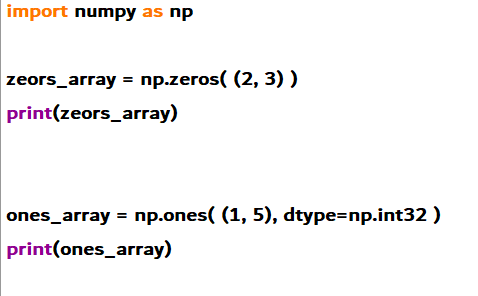 import numpy as np
zeors_array = np.zeros( (2, 3) )
print(zeors_array)
ones_array = np.ones( (1, 5), dtype=np.int32 )
print(ones_array)